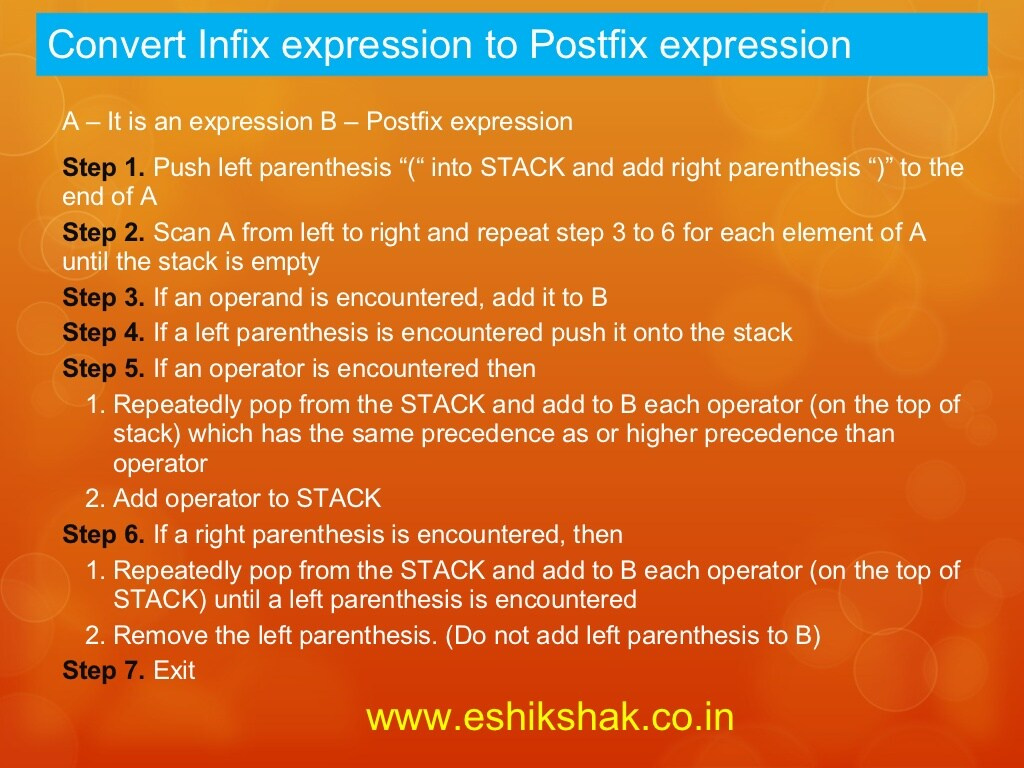 Convert Infix expression to Postfix expression
A – It is an expression B – Postfix expression
Step 1. Push left parenthesis “(“ into STACK and add right parenthesis “)” to the
end of A
Step 2. Scan A from left to right and repeat step 3 to 6 for each element of A
until the stack is empty
Step 3. If an operand is encountered, add it to B
Step 4. If a left parenthesis is encountered push it onto the stack
Step 5. If an operator is encountered then
1. Repeatedly pop from the STACK and add to B each operator (on the top of
stack) which has the same precedence as or higher precedence than
operator
2. Add operator to STACK
Step 6. If a right parenthesis is encountered, then
1. Repeatedly pop from the STACK and add to B each operator (on the top of
STACK) until a left parenthesis is encountered
2. Remove the left parenthesis. (Do not add left parenthesis to B)
Step 7. Exit
www.eshikshak.co.in